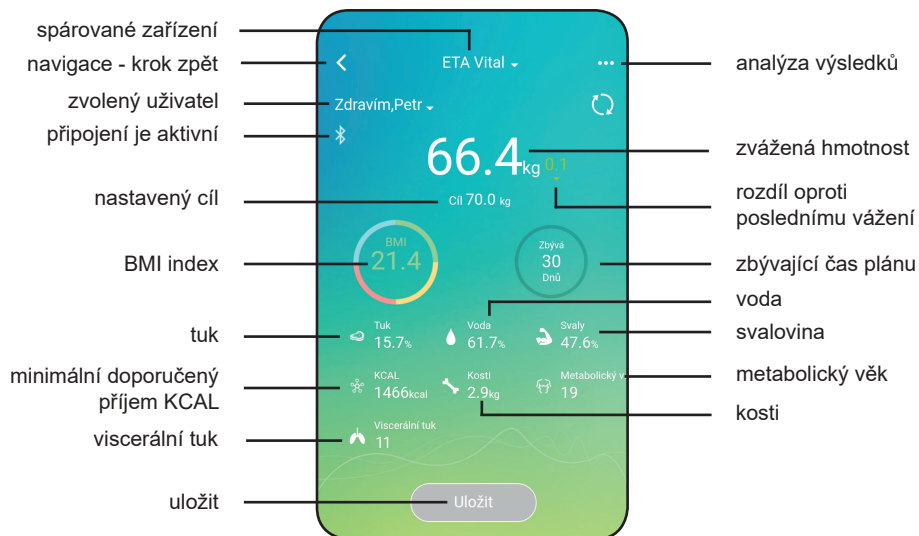 spárované zařízení
navigace - krok zpět
zvolený uživatel
připojení je aktivní
nastavený cíl
BMI index
tuk
minimální doporučený
příjem KCAL
viscerální tuk
uložit
ETA Vital
Zdravím,Petr
66.4kg 0.1
Cíl 70.0 kg
BMI
21.4
Zbývá
30
Dnů
Tuk
15.7%
Voda
61.7%
Svaly
47.6%
KCAL
1466kcal
Kosti
2.9kg
Metabolický v
19
Viscerální tuk
11
Uložit
analýza výsledků
zvážená hmotnost
rozdíl oproti
poslednímu vážení
zbývající čas plánu
voda
svalovina
metabolický věk
kosti